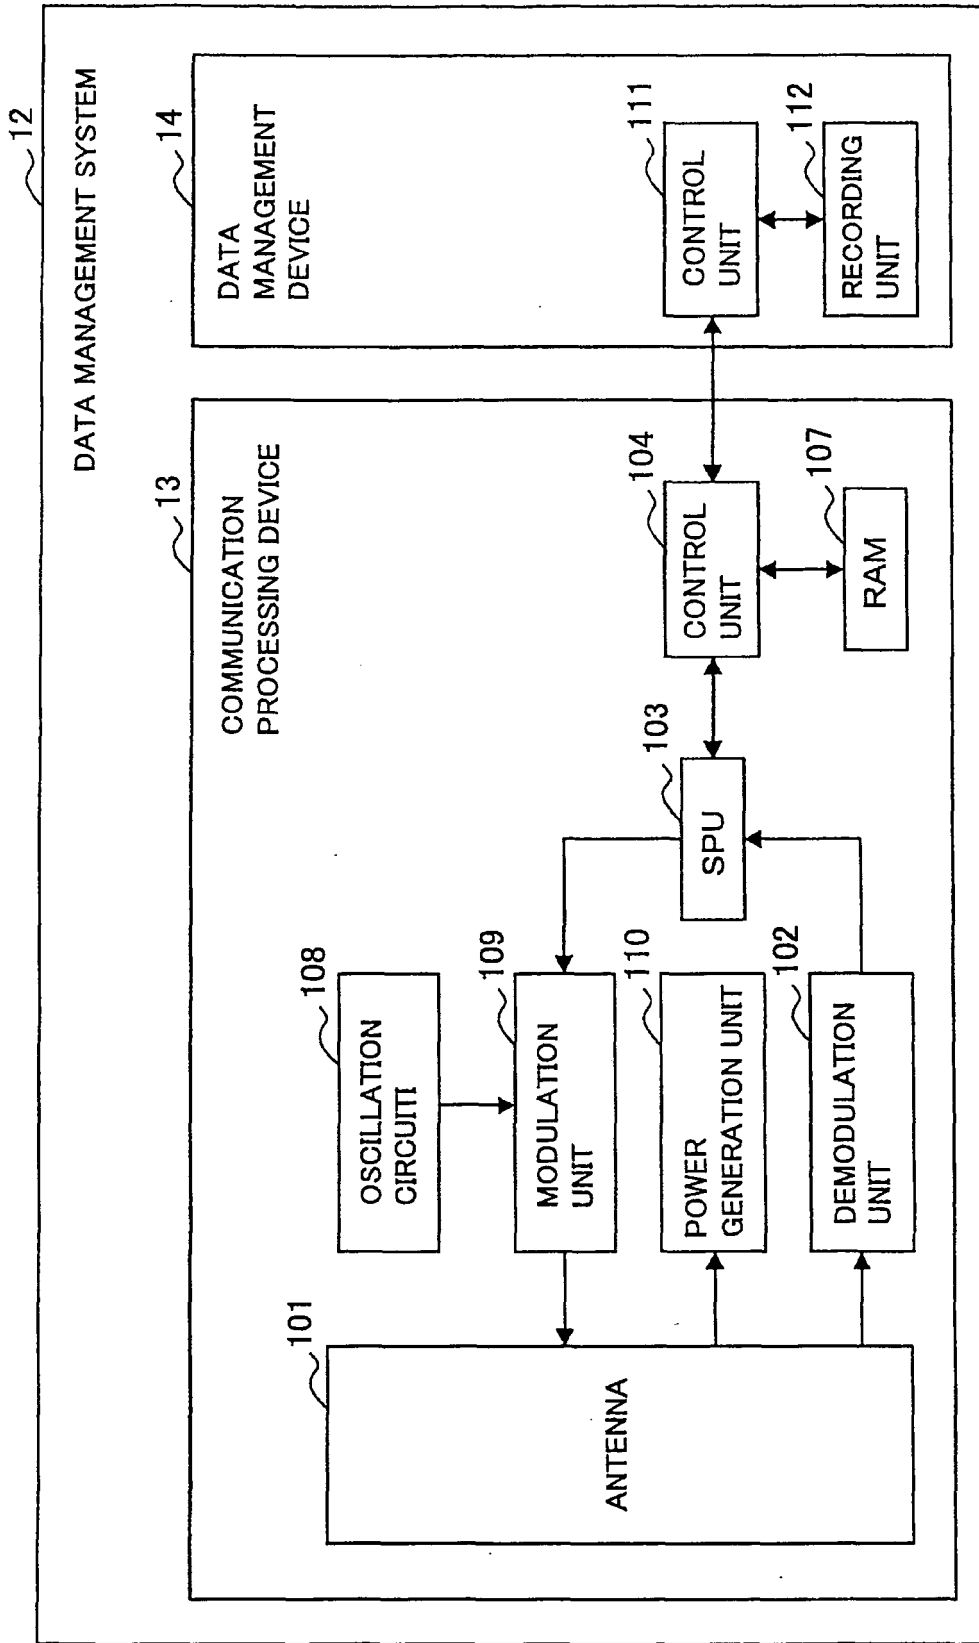 12
DATA MANAGEMENT SYSTEM
13
COMMUNICATION
PROCESSING DEVICE
101
ANTENNA
108
OSCILLATION
CIRCUITI
109
MODULATION
UNIT
110
POWER
GENERATION UNIT
102
DEMODULATION
UNIT
103
SPU
104
CONTROL
UNIT
107
RAM
14
DATA
MANAGEMENT
DEVICE
111
CONTROL
UNIT
112
RECORDING
UNIT